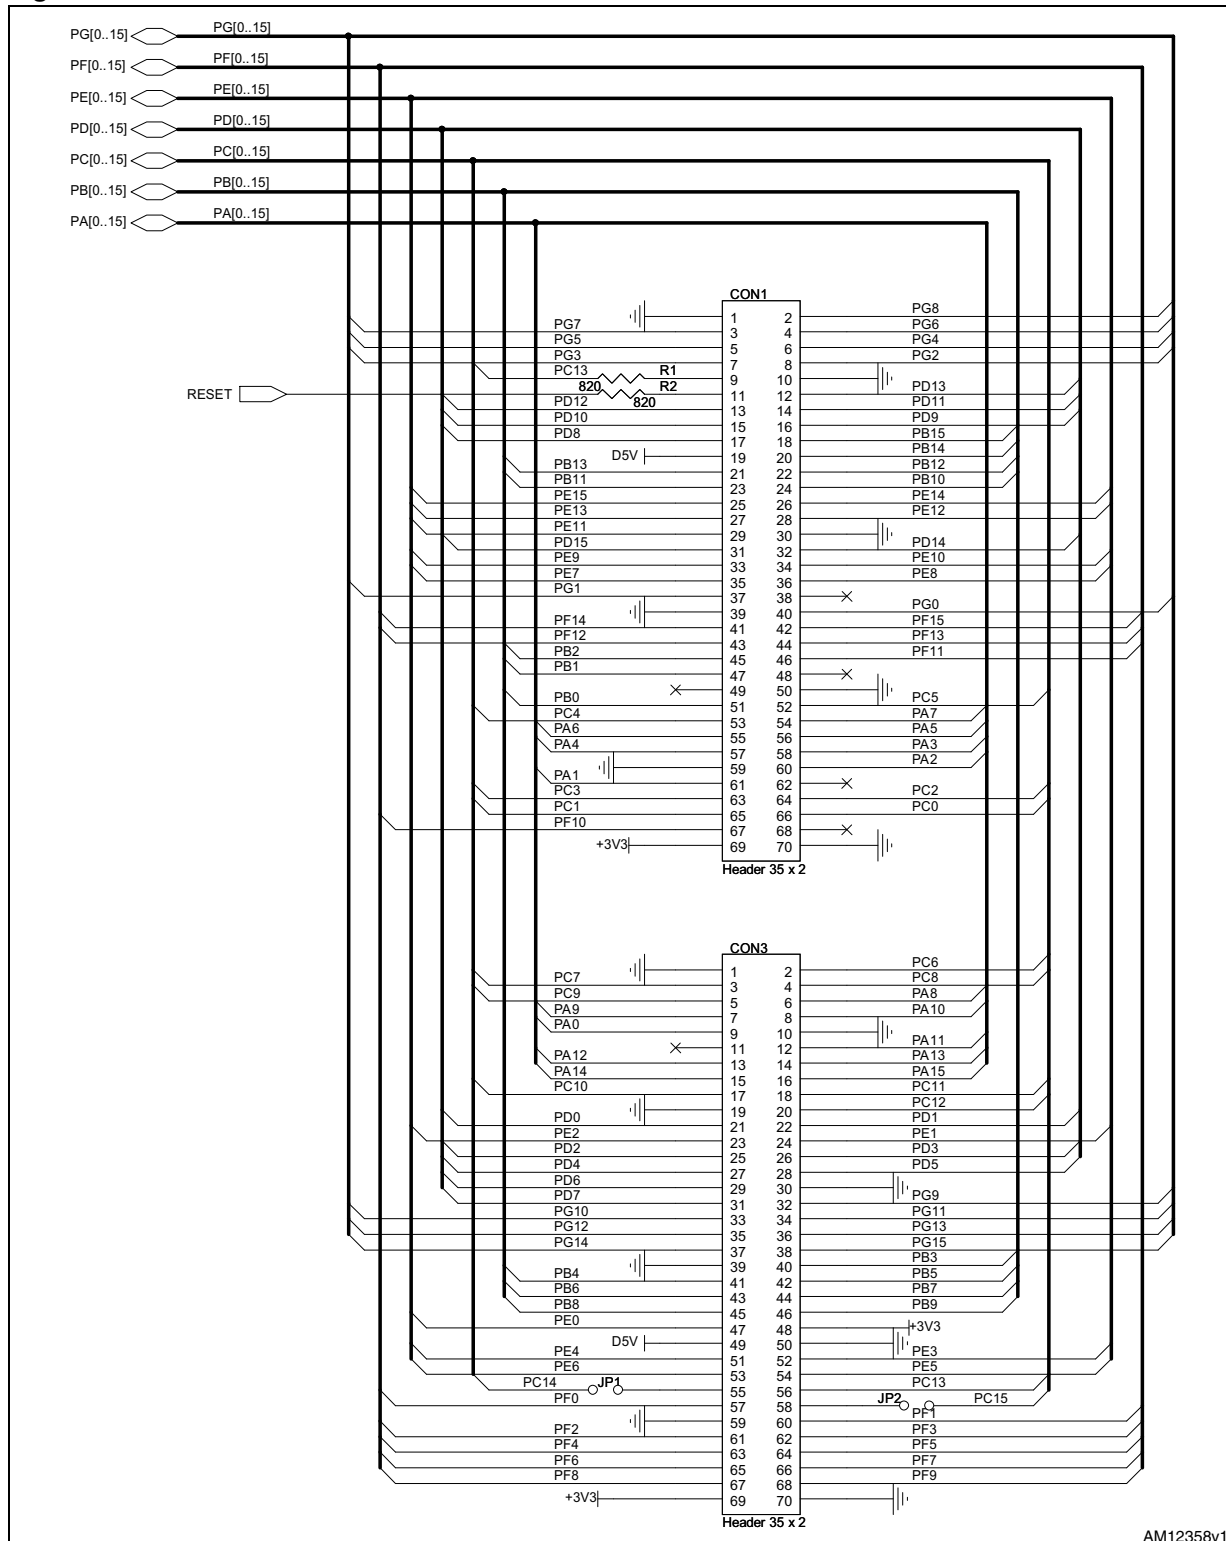 PG[0..15] PG[0..15]
PF[0..15] PF[0..15]
PE[0..15] PE[0..15]
PD[0..15] PD[0..15]
PC[0..15] PC[0..15]
PB[0..15] PB[0..15]
PA[0..15] PA[0..15]
CON1
1 2 PG8
PG7 3 4 PG6
PG5 5 6 PG4
PG3 7 8 PG2
PC13 820 R1 9 10
RESET 820 R2 11 12 PD13
PD12 13 14 PD11
PD10 15 16 PD9
PD8 17 18 PB15
D5V 19 20 PB14
PB13 21 22 PB12
PB11 23 24 PB10
PE15 25 26 PE14
PE13 27 28 PE12
PE11 29 30
PD15 31 32 PD14
PE9 33 34 PE10
PE7 35 36 PE8
PG1 37 38
39 40 PG0
PF14 41 42 PF15
PF12 43 44 PF13
PB2 45 46 PF11
PB1 47 48
49 50
PB0 51 52 PC5
PC4 53 54 PA7
PA6 55 56 PA5
PA4 57 58 PA3
59 60 PA2
PA1 61 62
PC3 63 64 PC2
PC1 65 66 PC0
PF10 67 68
+3V3 69 70
Header 35 x 2
CON3
1 2 PC6
PC7 3 4 PC8
PC9 5 6 PA8
PA9 7 8 PA10
PA0 9 10
11 12 PA11
PA12 13 14 PA13
PA14 15 16 PA15
PC10 17 18 PC11
19 20 PC12
PD0 21 22 PD1
PE2 23 24 PE1
PD2 25 26 PD3
PD4 27 28 PD5
PD6 29 30
PD7 31 32 PG9
PG10 33 34 PG11
PG12 35 36 PG13
PG14 37 38 PG15
39 40 PB3
PB4 41 42 PB5
PB6 43 44 PB7
PB8 45 46 PB9
PE0 47 48 +3V3
D5V 49 50
PE4 51 52 PE3
PE6 53 54 PE5
PC14 JP1 55 56 PC13
PF0 57 58 JP2 PC15
59 60 PF1
PF2 61 62 PF3
PF4 63 64 PF5
PF6 65 66 PF7
PF8 67 68 PF9
+3V3 69 70
Header 35 x 2
AM12358v1